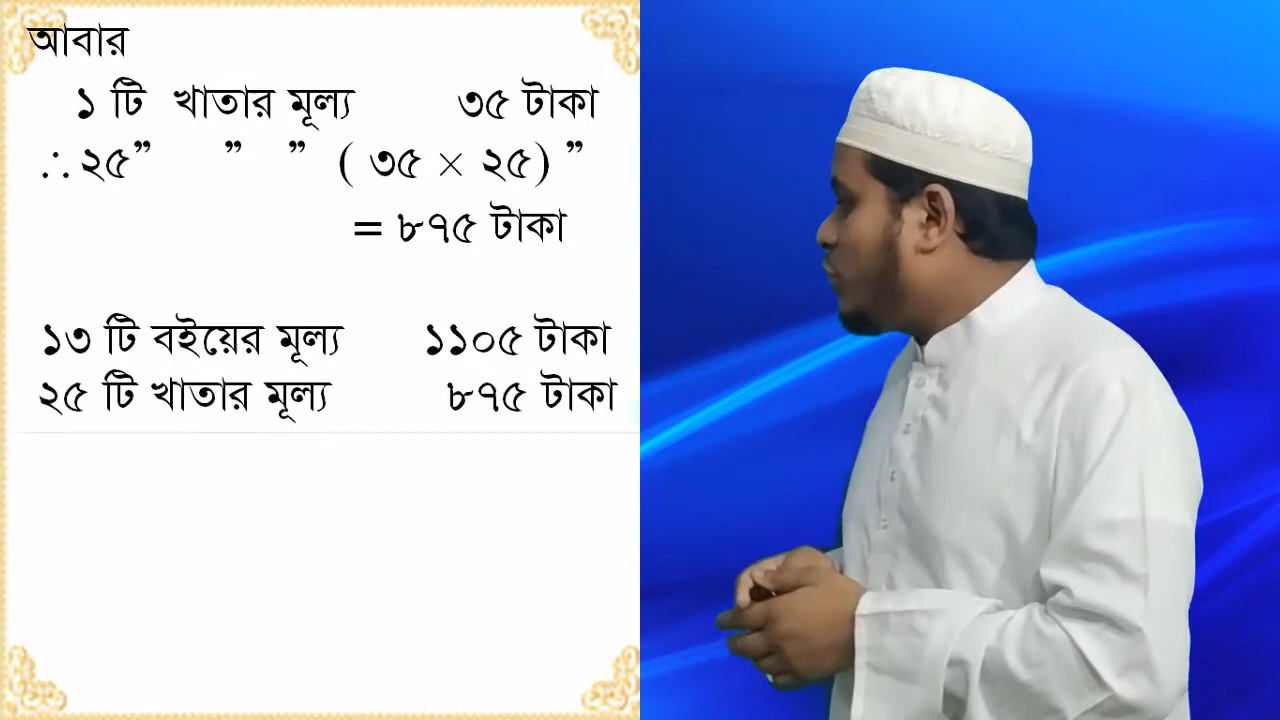 আবার
১ টি খাতার মূল্য ৩৫ টাকা
∴ ২৫ ” ” ” ( ৩৫ × ২৫) ”
= ৮৭৫ টাকা
১৩ টি বইয়ের মূল্য ১১০৫ টাকা
২৫ টি খাতার মূল্য ৮৭৫ টাকা